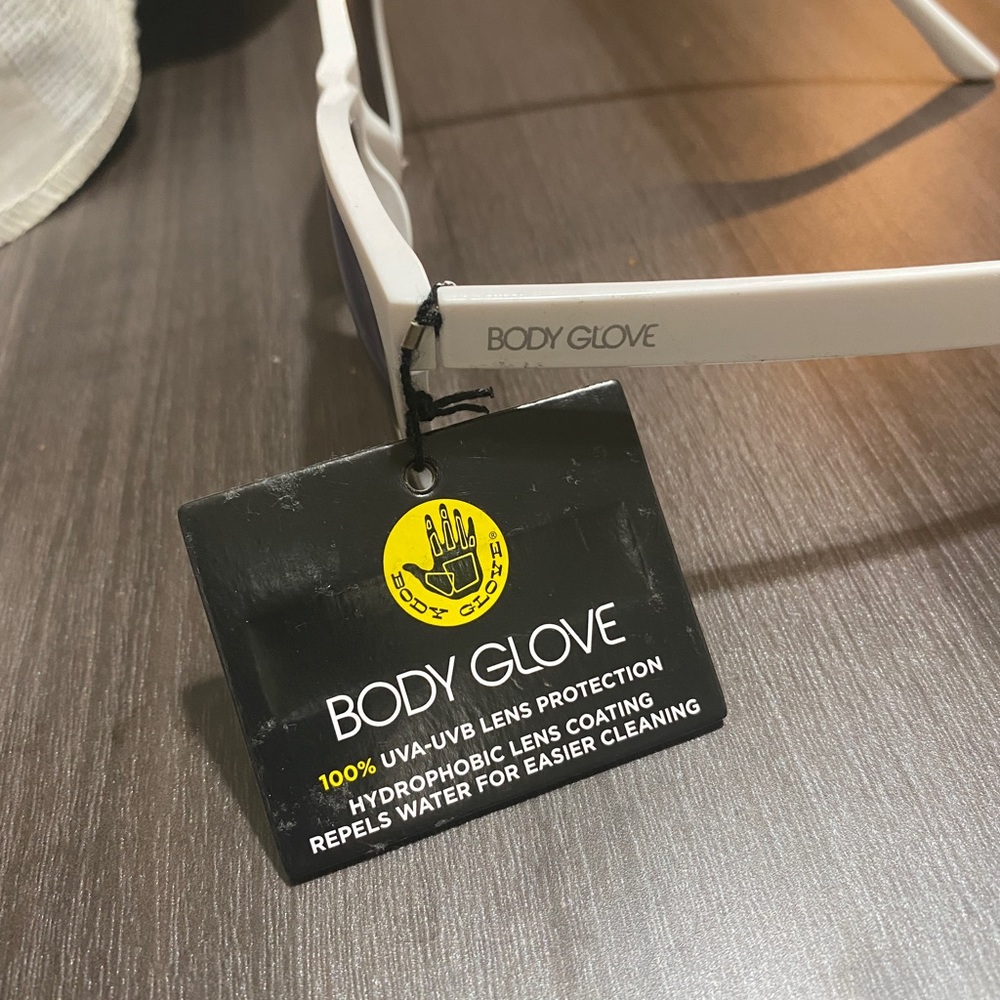 BODY GLOVE
BODY GLOVE®
BODY GLOVE
100% UVA-UVB LENS PROTECTION
HYDROPHOBIC LENS COATING
REPELS WATER FOR EASIER CLEANING